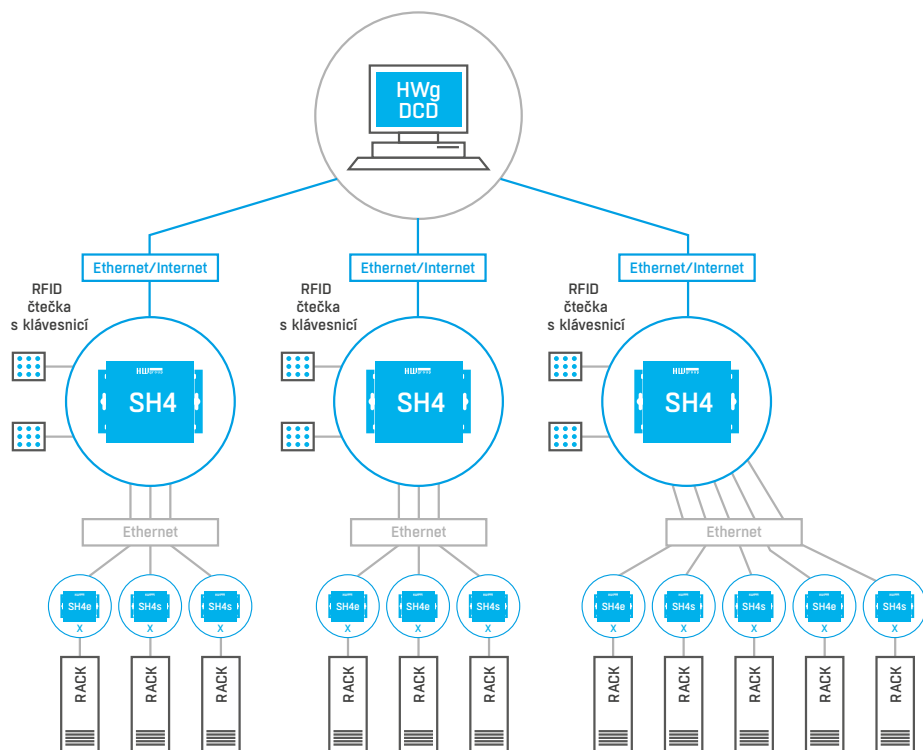 HWg
DCD
Ethernet/Internet
Ethernet/Internet
Ethernet/Internet
RFID
čtečka
s klávesnicí
RFID
čtečka
s klávesnicí
RFID
čtečka
s klávesnicí
SH4
SH4
SH4
Ethernet
Ethernet
Ethernet
SH4e
SH4s
SH4s
SH4e
SH4e
SH4s
SH4e
SH4s
SH4s
SH4e
SH4s
X
X
X
X
X
X
X
X
X
X
X
RACK
RACK
RACK
RACK
RACK
RACK
RACK
RACK
RACK
RACK
RACK